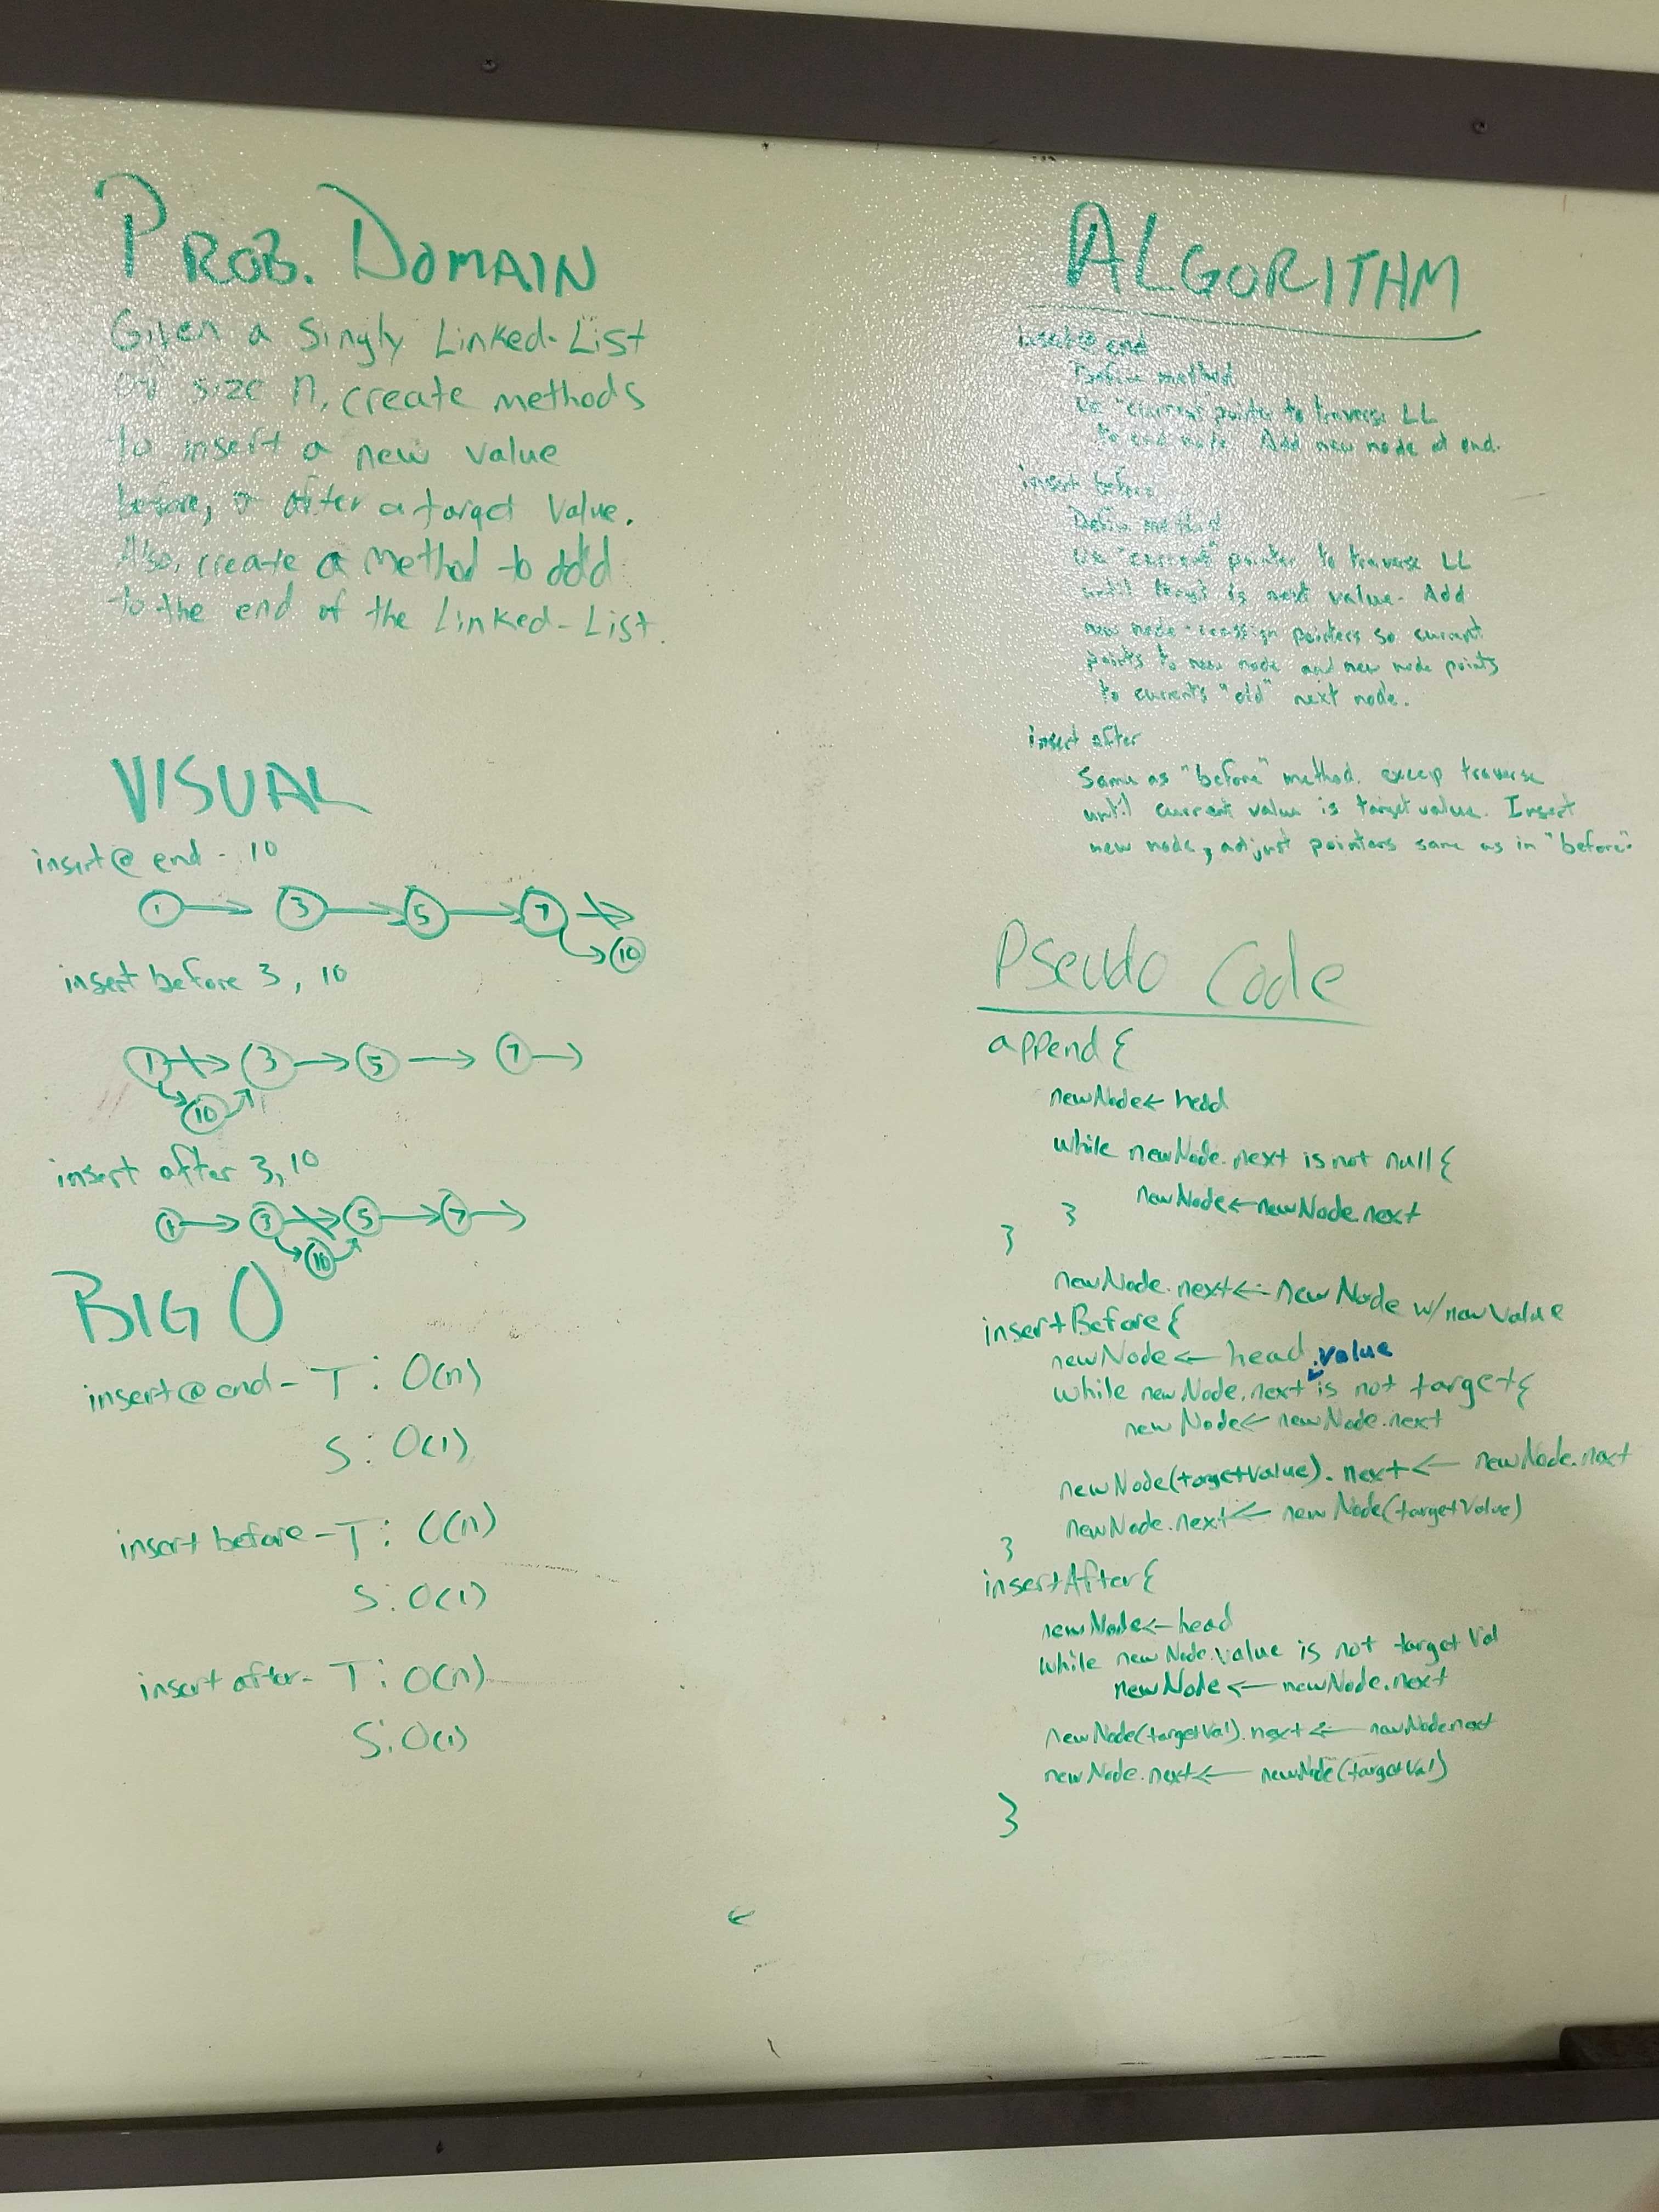 PROB. DOMAIN
Given a Singly Linked-List
of size n, create methods
to insert a new value
before, or after a target value.
Also, create a method to add
to the end of the Linked-List.
VISUAL
insert@ end - 10
1 3 5 7
10
insert before 3, 10
1 3 5 7
10
insert after 3, 10
1 3 5 7
10
BIG O
insert@end - T: O(n)
S: O(1)
insert before - T: O(n)
S: O(1)
insert after - T: O(n)
S: O(1)
ALGORITHM
insert@ end
Define method
Use "current" pointer to traverse LL
to end node. Add new node at end.
insert before
Define method
Use "current" pointer to traverse LL
until target is next value. Add
new node reassign pointers so current
points to new node and new node points
to current's "old" next node.
insert after
Same as "before" method. excep traverse
until current value is target value. Insert
new node, adjust pointers same as in "before"
Pseudo Code
append {
newNode ← head
while newNode.next is not null {
newNode ← newNode.next
}
}
newNode.next ← new Node w/ newValue
insertBefore {
newNode ← head
.value
while newNode.next is not target {
newNode ← newNode.next
newNode(targetValue).next ← newNode.next
newNode.next ← newNode(targetValue)
}
insertAfter {
newNode ← head
while newNode.value is not targetVal
newNode ← newNode.next
newNode(targetVal).next ← newNode.next
newNode.next ← newNode(targetVal)
}
←